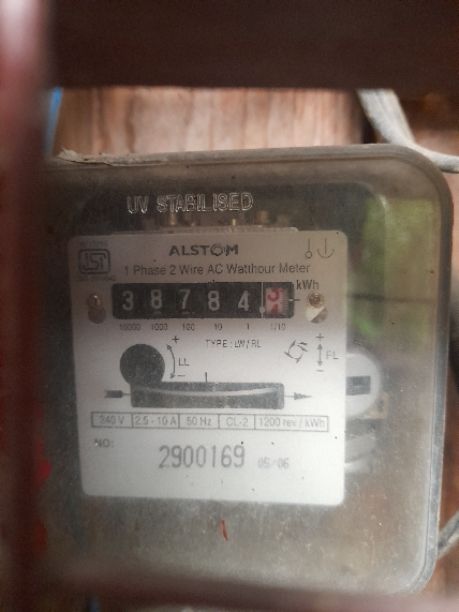 UV STABILISED
ALSTOM
1 Phase 2 Wire AC Watthour Meter
kWh
3 8 7 8 4
10000 1000 100 10 1 1/10
TYPE : LW/RL
+ +
LL FL
- -
240 V 2.5 - 10 A 50 Hz CL-2 1200 rev / kWh
NO: 2900169 05/06